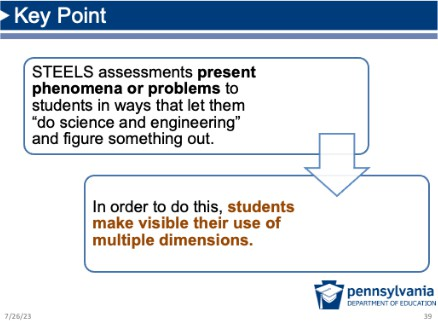 Key Point
STEELS assessments present
phenomena or problems to
students in ways that let them
“do science and engineering”
and figure something out.
In order to do this, students
make visible their use of
multiple dimensions.
pennsylvania
DEPARTMENT OF EDUCATION
7/26/23
39